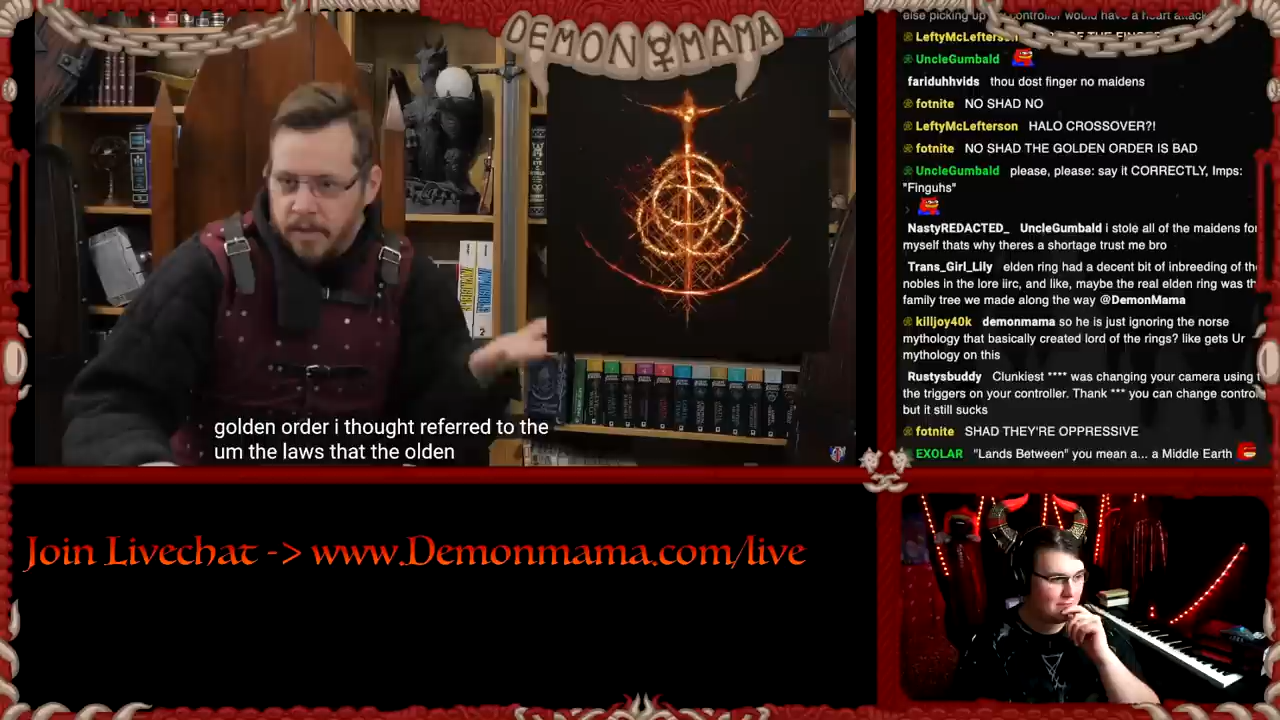 DEMON MAMA
else picking up
LeftyMcLefterson
UncleGumbald
fariduhhvids thou dost finger no maidens
fotnite NO SHAD NO
LeftyMcLefterson HALO CROSSOVER?!
fotnite NO SHAD THE GOLDEN ORDER IS BAD
UncleGumbald please, please: say it CORRECTLY, Imps:
"Finguhs"
NastyREDACTED_ UncleGumbald i stole all of the maidens for
myself thats why theres a shortage trust me bro
Trans_Girl_Lily elden ring had a decent bit of inbreeding of the
nobles in the lore iirc, and like, maybe the real elden ring was the
family tree we made along the way @DemonMama
killjoy40k demonmama so he is just ignoring the norse
mythology that basically created lord of the rings? like gets Ur
mythology on this
Rustysbuddy Clunkiest **** was changing your camera using
the triggers on your controller. Thank *** you can change
but it still sucks
fotnite SHAD THEY'RE OPPRESSIVE
EXOLAR "Lands Between" you mean a... a Middle Earth
golden order i thought referred to the
um the laws that the olden
Join Livechat -> www.Demonmama.com/live